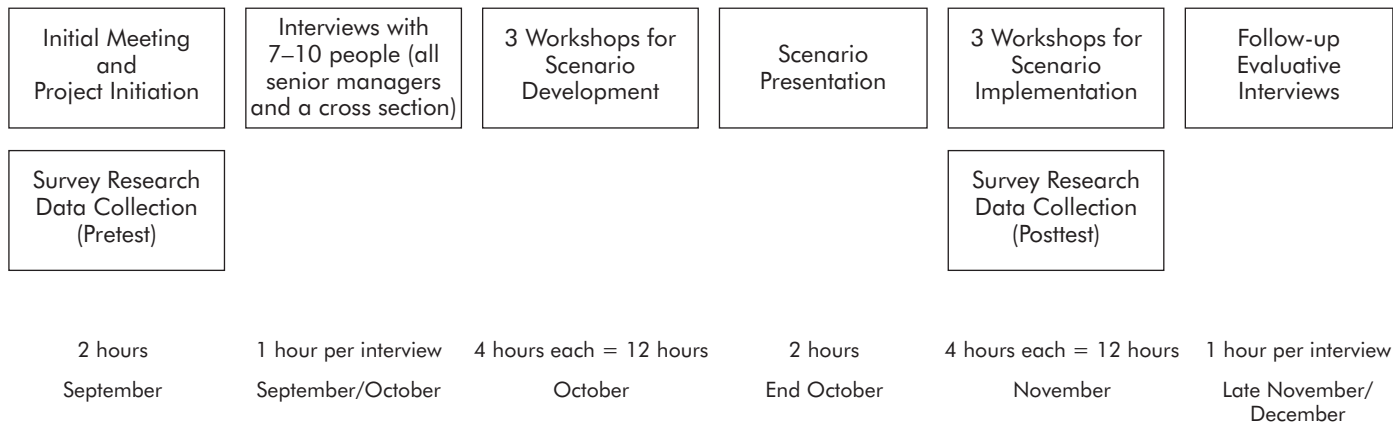 Initial Meeting
and
Project Initiation
Interviews with
7–10 people (all
senior managers
and a cross section)
3 Workshops for
Scenario
Development
Scenario
Presentation
3 Workshops for
Scenario
Implementation
Follow-up
Evaluative
Interviews
Survey Research
Data Collection
(Pretest)
Survey Research
Data Collection
(Posttest)
2 hours
1 hour per interview
4 hours each = 12 hours
2 hours
4 hours each = 12 hours
1 hour per interview
September
September/October
October
End October
November
Late November/
December